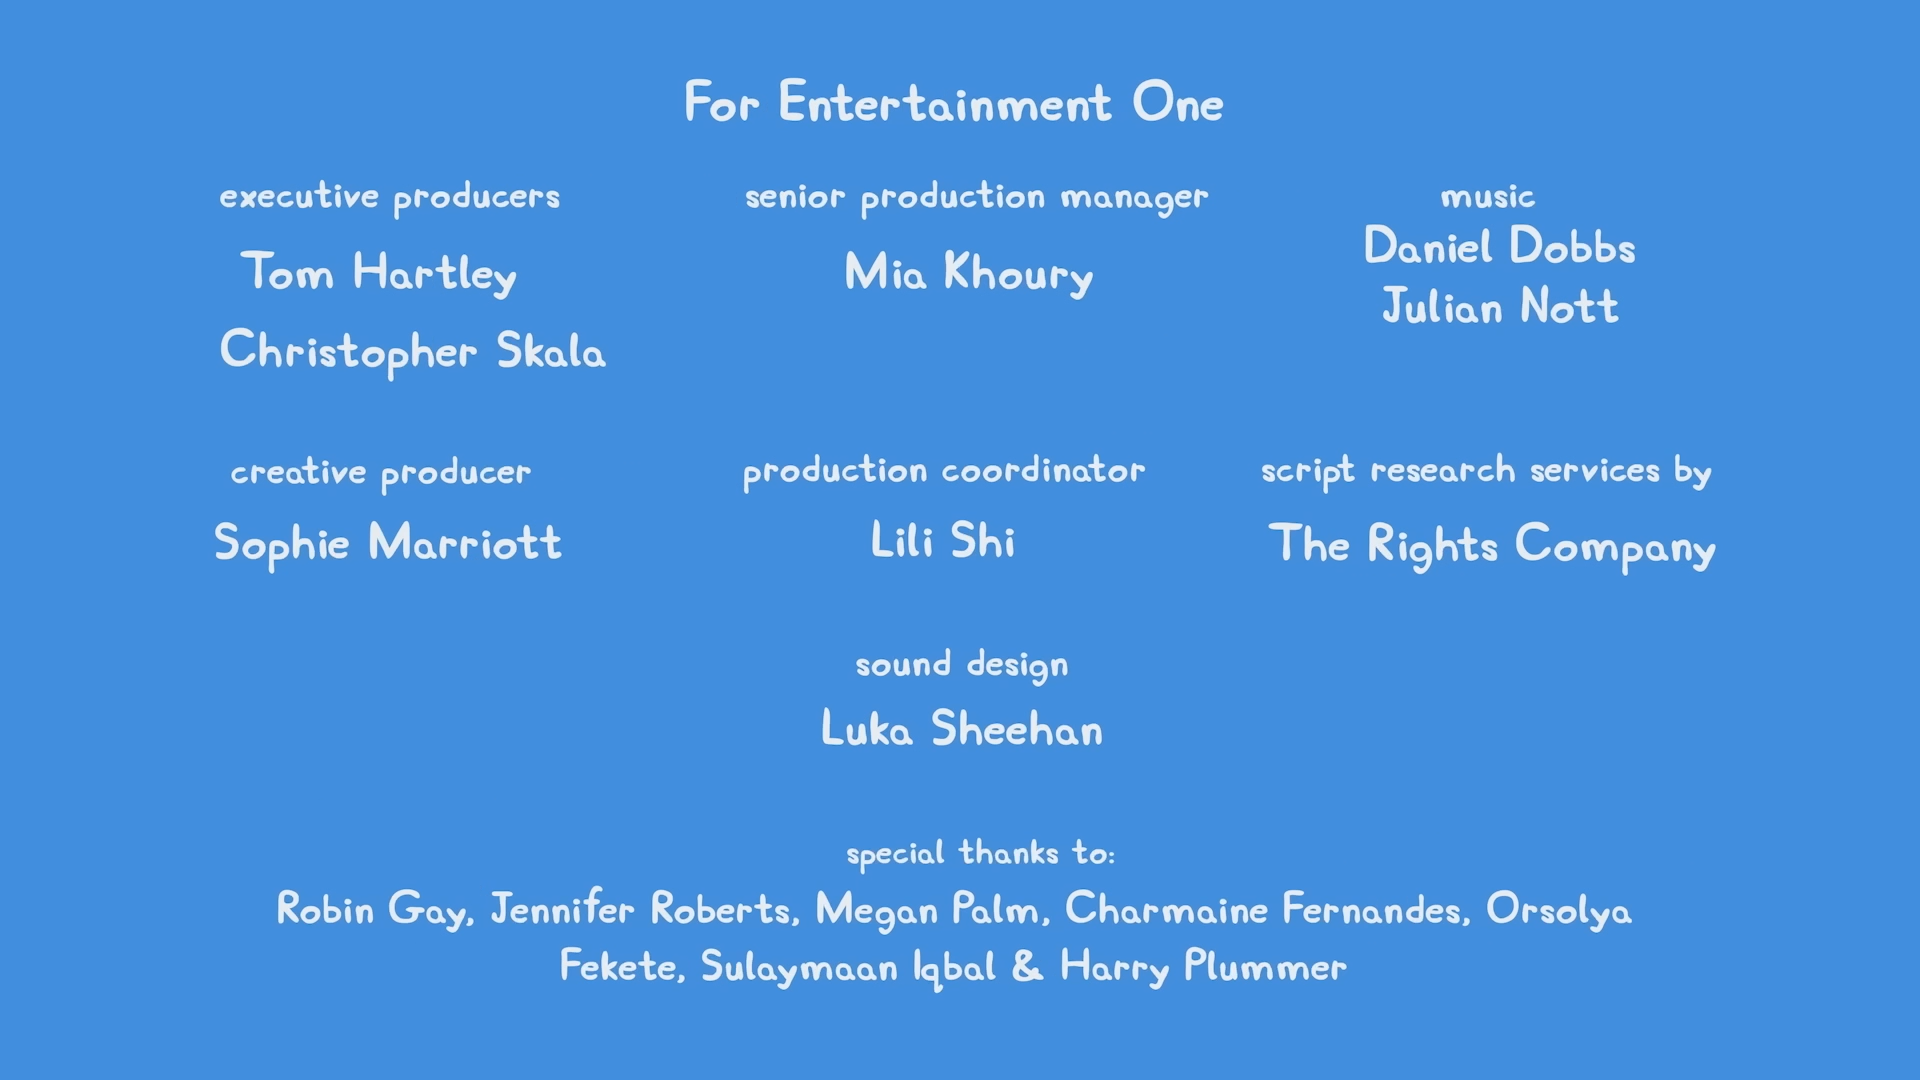 For Entertainment One
executive producers
Tom Hartley
Christopher Skala
senior production manager
Mia Khoury
music
Daniel Dobbs
Julian Nott
creative producer
Sophie Marriott
production coordinator
Lili Shi
script research services by
The Rights Company
sound design
Luka Sheehan
special thanks to:
Robin Gay, Jennifer Roberts, Megan Palm, Charmaine Fernandes, Orsolya
Fekete, Sulaymaan Iqbal & Harry Plummer